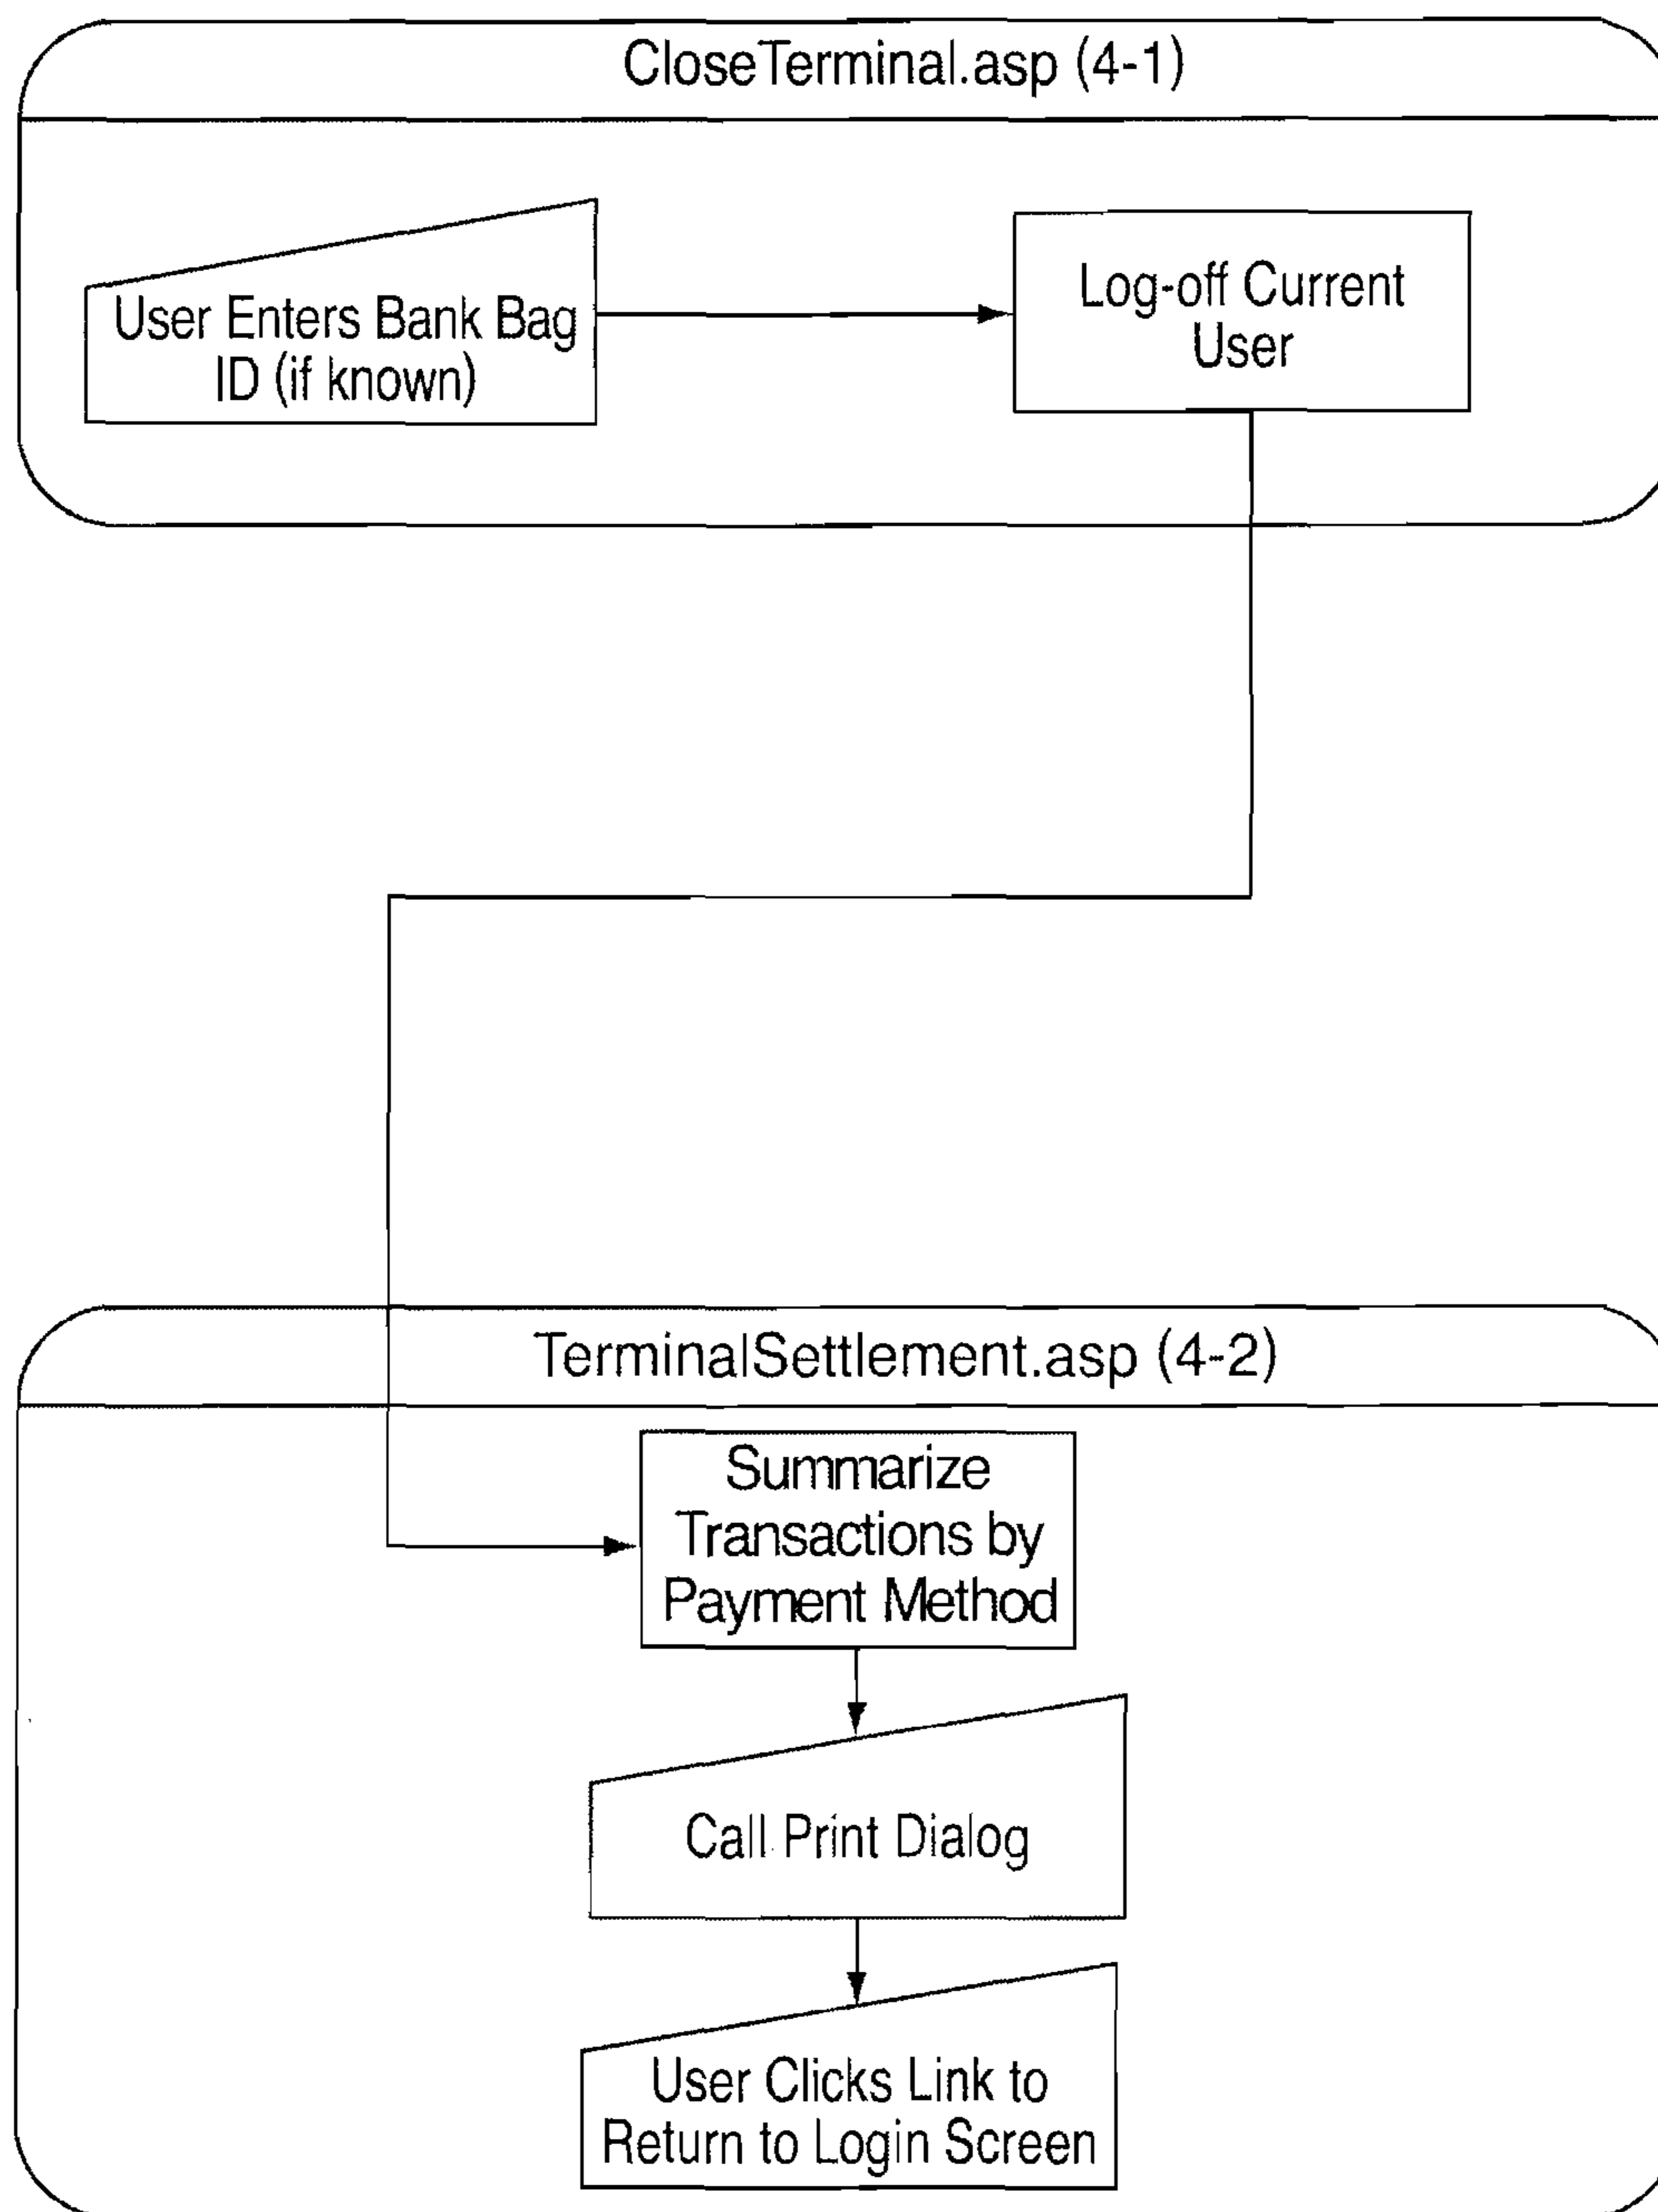 CloseTerminal.asp (4-1)
User Enters Bank Bag
ID (if known)
Log-off Current
User
TerminalSettlement.asp (4-2)
Summarize
Transactions by
Payment Method
Call Print Dialog
User Clicks Link to
Return to Login Screen